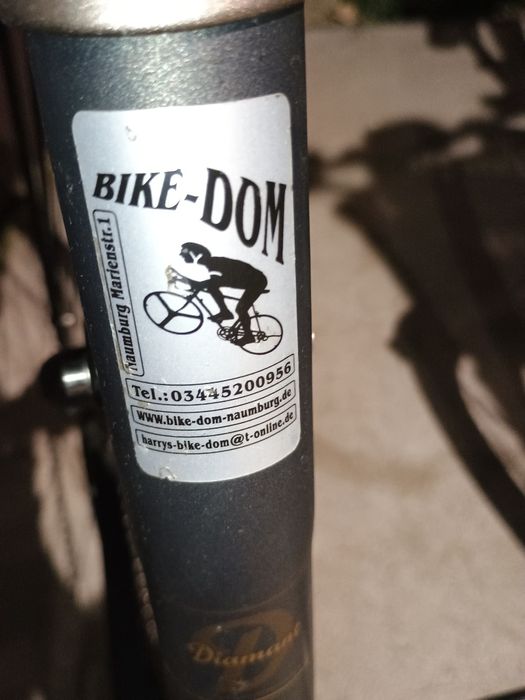 BIKE-DOM
Naumburg Marienstr.1
Tel.:03445200956
www.bike-dom-naumburg.de
harrys-bike-dom@t-online.de
Diamant